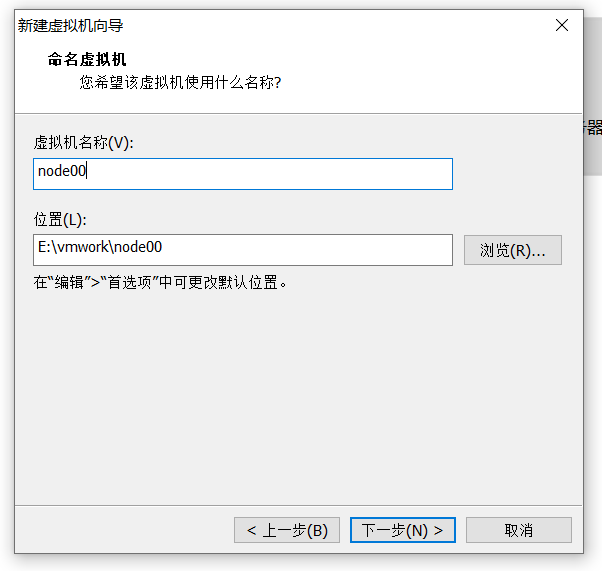 新建虚拟机向导
命名虚拟机
您希望该虚拟机使用什么名称?
器
虚拟机名称(V):
node00
位置(L):
E:\vmwork\node00
浏览(R)...
在“编辑”>“首选项”中可更改默认位置。
< 上一步(B)
下一步(N) >
取消